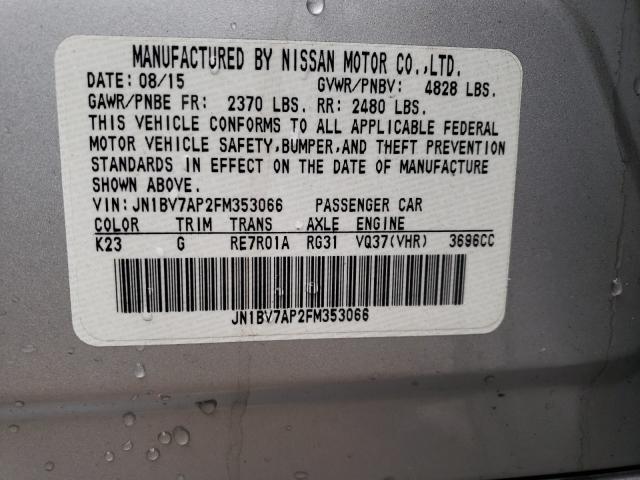 MANUFACTURED BY NISSAN MOTOR CO.,LTD.
DATE: 08/15 GVWR/PNBV: 4828 LBS.
GAWR/PNBE FR: 2370 LBS. RR: 2480 LBS.
THIS VEHICLE CONFORMS TO ALL APPLICABLE FEDERAL
MOTOR VEHICLE SAFETY,BUMPER,AND THEFT PREVENTION
STANDARDS IN EFFECT ON THE DATE OF MANUFACTURE
SHOWN ABOVE.
VIN: JN1BV7AP2FM353066 PASSENGER CAR
COLOR TRIM TRANS AXLE ENGINE
K23 G RE7R01A RG31 VQ37(VHR) 3696CC
JN1BV7AP2FM353066